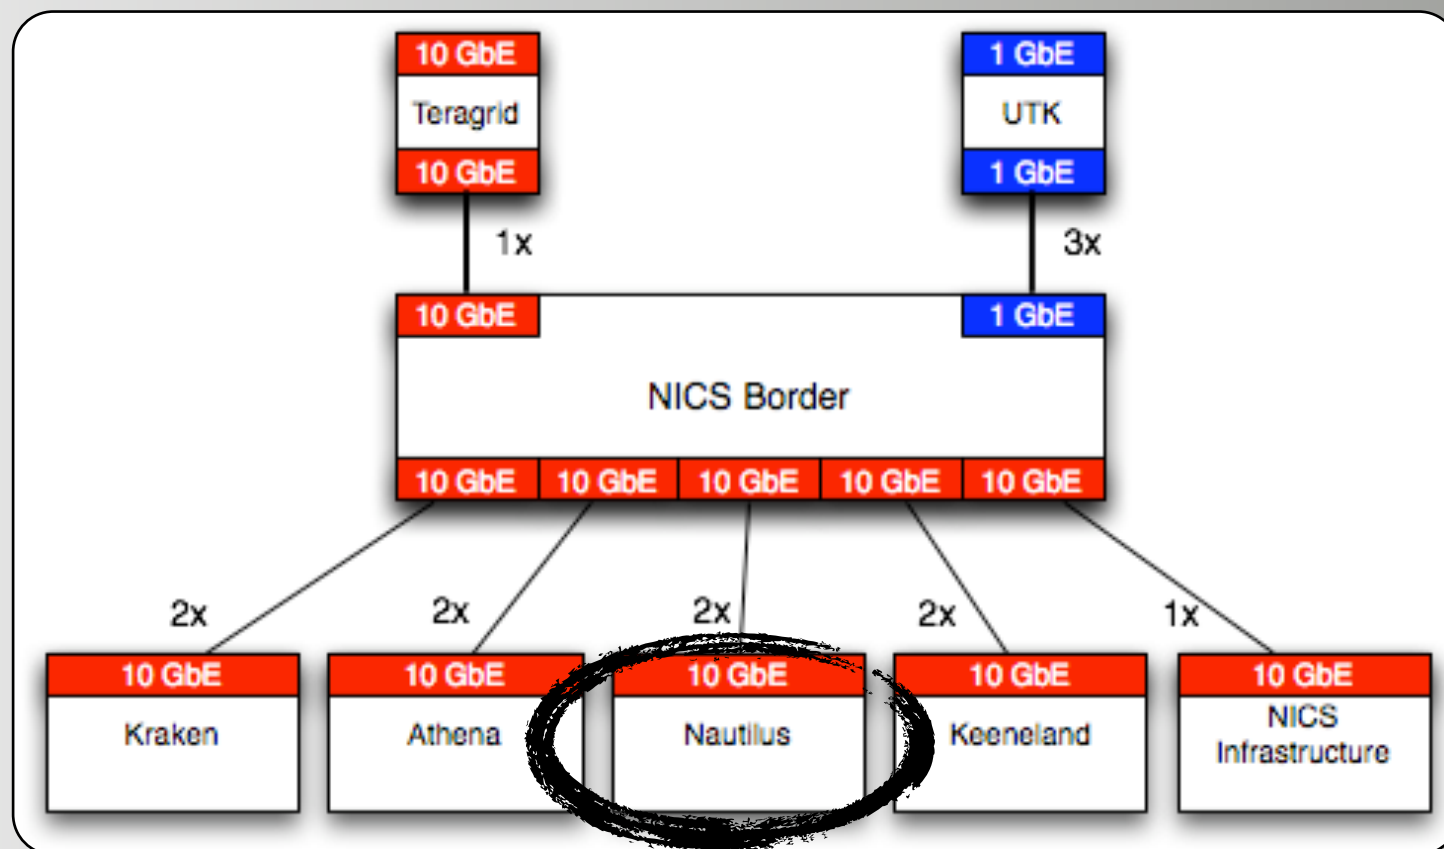 10 GbE
Teragrid
10 GbE
1 GbE
UTK
1 GbE
1x
3x
10 GbE
1 GbE
NICS Border
10 GbE 10 GbE 10 GbE 10 GbE 10 GbE
2x
2x
2x
2x
1x
10 GbE
Kraken
10 GbE
Athena
10 GbE
Nautilus
10 GbE
Keeneland
10 GbE
NICS
Infrastructure